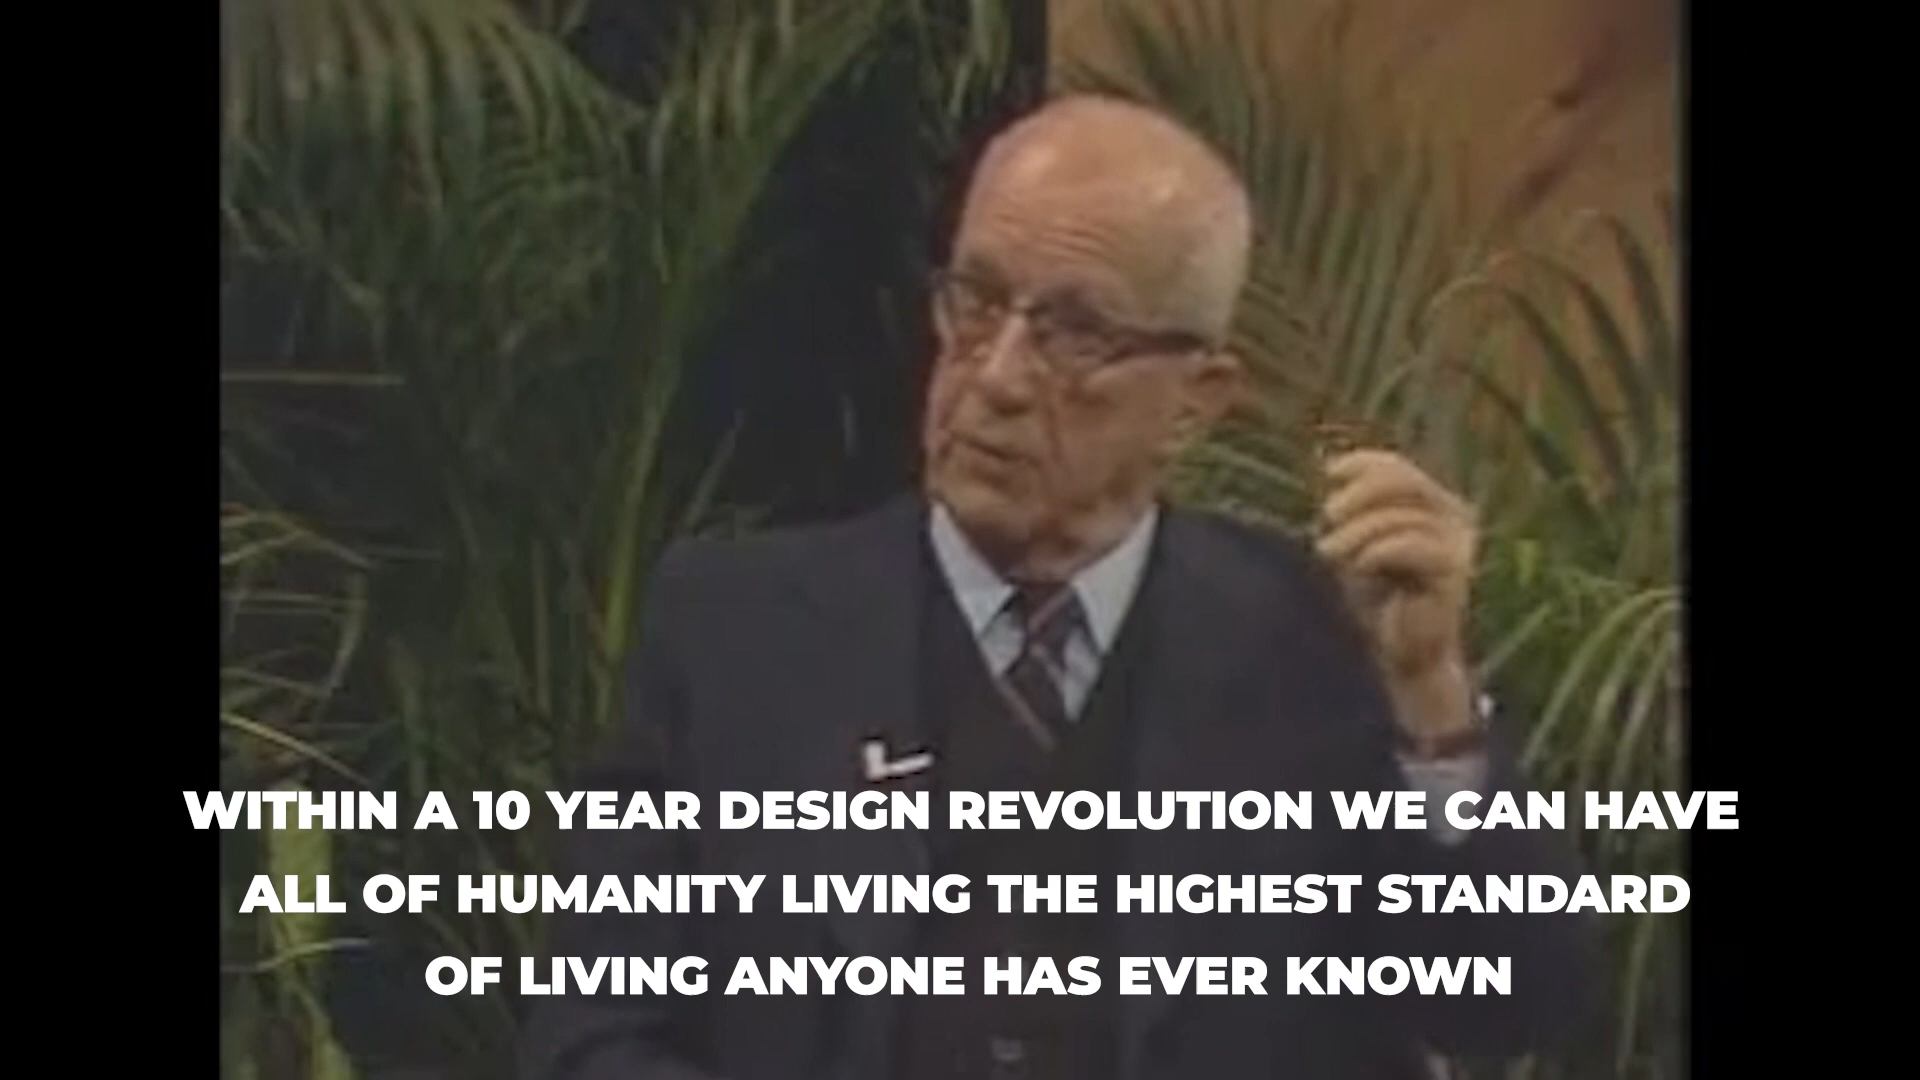 WITHIN A 10 YEAR DESIGN REVOLUTION WE CAN HAVE
ALL OF HUMANITY LIVING THE HIGHEST STANDARD
OF LIVING ANYONE HAS EVER KNOWN